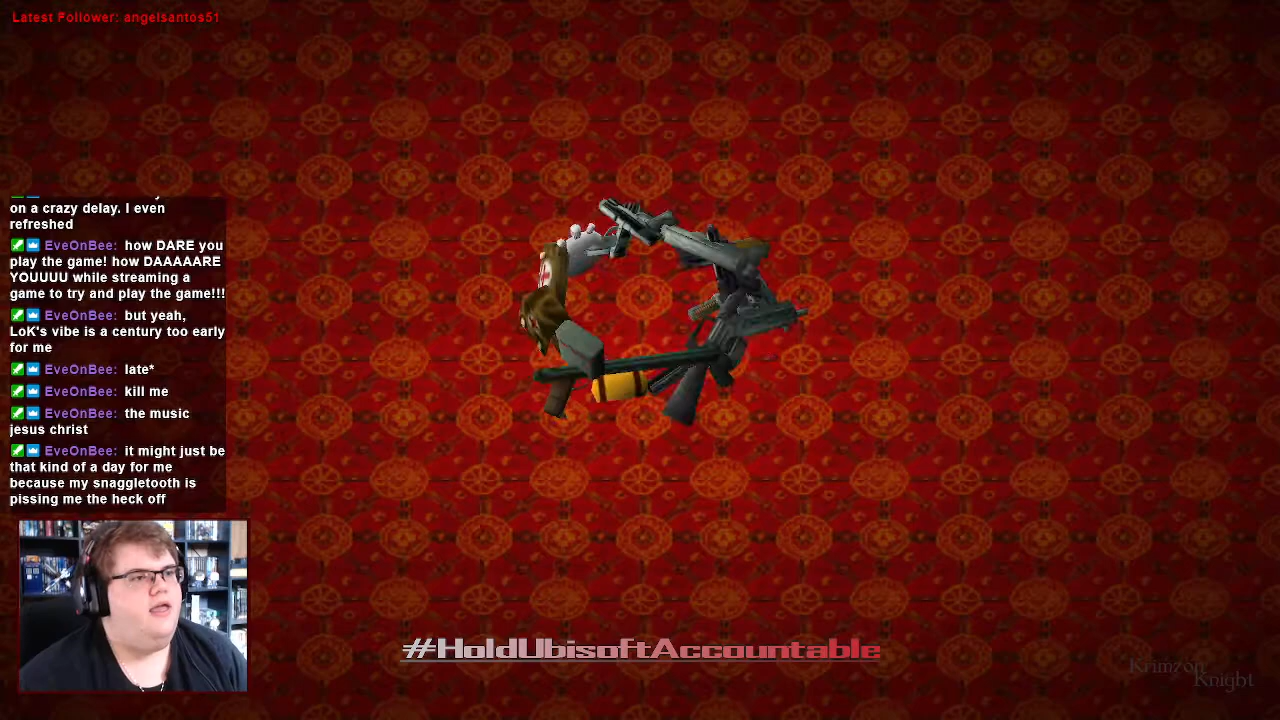 Latest Follower: angelsantos51
on a crazy delay. I even
refreshed
EveOnBee: how DARE you
play the game! how DAAAAARE
YOUUUU while streaming a
game to try and play the game!!!
EveOnBee: but yeah,
LoK's vibe is a century too early
for me
EveOnBee: late*
EveOnBee: kill me
EveOnBee: the music
jesus christ
EveOnBee: it might just be
that kind of a day for me
because my snaggletooth is
pissing me the heck off
#HoldUbisoftAccountable
Krimzon
Knight